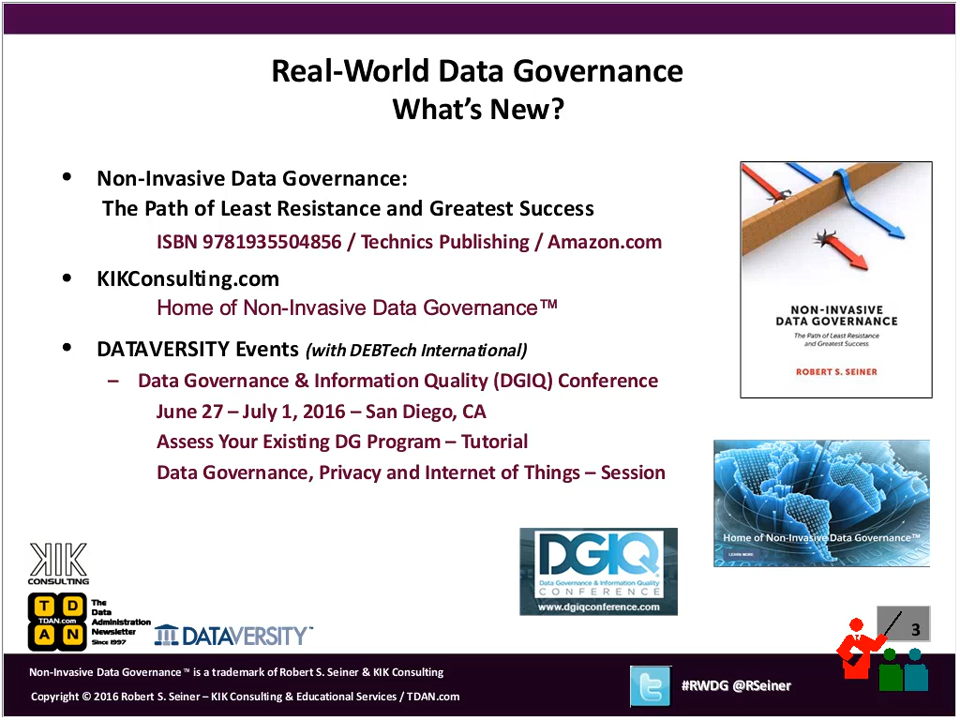 Real-World Data Governance
What's New?
• Non-Invasive Data Governance:
The Path of Least Resistance and Greatest Success
ISBN 9781935504856 / Technics Publishing / Amazon.com
• KIKConsulting.com
Home of Non-Invasive Data Governance™
• DATAVERSITY Events (with DEBTech International)
– Data Governance & Information Quality (DGIQ) Conference
June 27 – July 1, 2016 – San Diego, CA
Assess Your Existing DG Program – Tutorial
Data Governance, Privacy and Internet of Things – Session
NON-INVASIVE
DATA GOVERNANCE
The Path of Least Resistance
and Greatest Success
ROBERT S. SEINER
Home of Non-Invasive Data Governance™
LEARN MORE
DGIQ
Data Governance & Information Quality
CONFERENCE
www.dgiqconference.com
KIK
CONSULTING
T D
TDAN.com
A N
The
Data
Administration
Newsletter
Since 1997
DATAVERSITY™
3
Non-Invasive Data Governance™ is a trademark of Robert S. Seiner & KIK Consulting
Copyright © 2016 Robert S. Seiner – KIK Consulting & Educational Services / TDAN.com
#RWDG @RSeiner